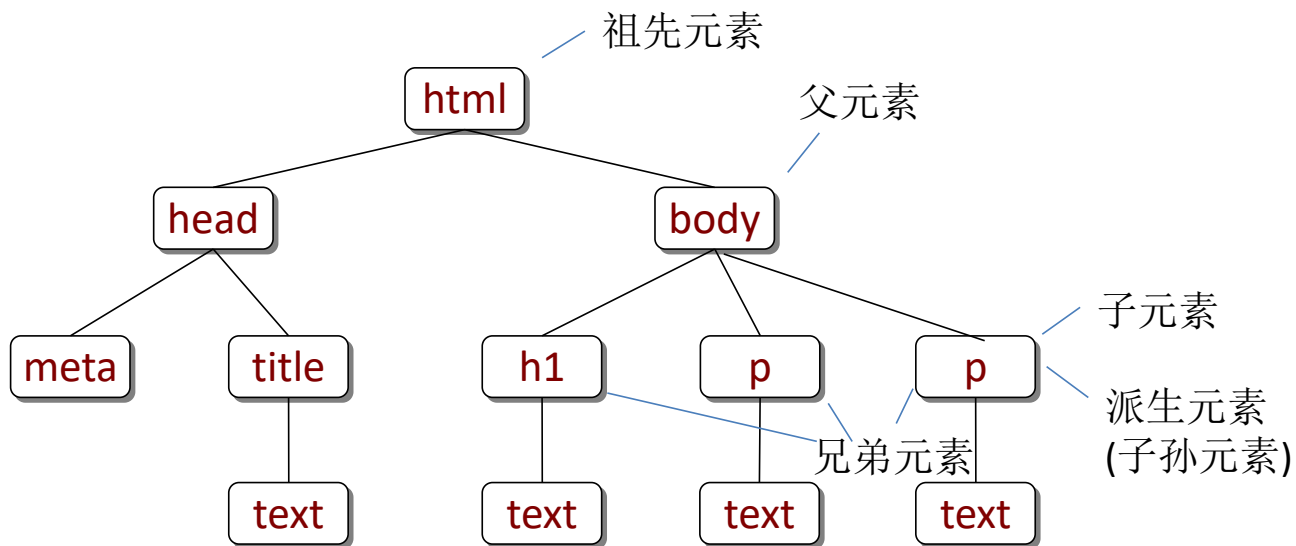 祖先元素
html
父元素
head
body
子元素
meta
title
h1
p
p
派生元素
(子孙元素)
兄弟元素
text
text
text
text